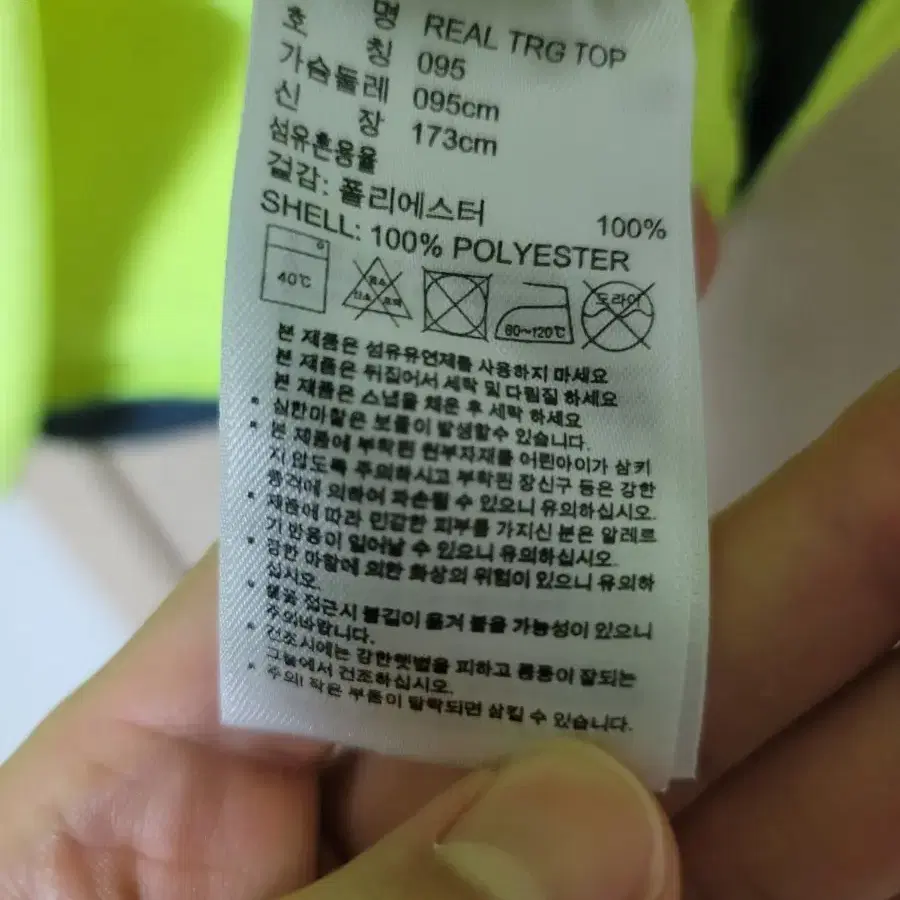 호 명 REAL TRG TOP
칭 095
가슴둘레 095cm
신 장 173cm
섬유혼용율
겉감: 폴리에스터 100%
SHELL: 100% POLYESTER
40℃ 80~120℃ 드라이
본 제품은 섬유유연제를 사용하지 마세요
본 제품은 뒤집어서 세탁 및 다림질 하세요
본 제품은 스냅을 채운 후 세탁 하세요
• 심한마찰은 보풀이 발생할수 있습니다.
• 본 제품에 부착된 원부자재를 어린아이가 삼키
지 않도록 주의하시고 부착된 장신구 등은 강한
충격에 의하여 파손될 수 있으니 유의하십시오.
• 재질에 따라 민감한 피부를 가지신 분은 알레르
기 반응이 일어날 수 있으니 유의하십시오.
• 강한 마찰에 의한 화상의 위험이 있으니 유의하
십시오.
• 불꽃 접근시 불길이 옮겨 붙을 가능성이 있으니
주의바랍니다.
• 건조시에는 강한햇볕을 피하고 통풍이 잘되는
그늘에서 건조하십시오.
• 주의! 작은 부품이 탈락되면 삼킬 수 있습니다.